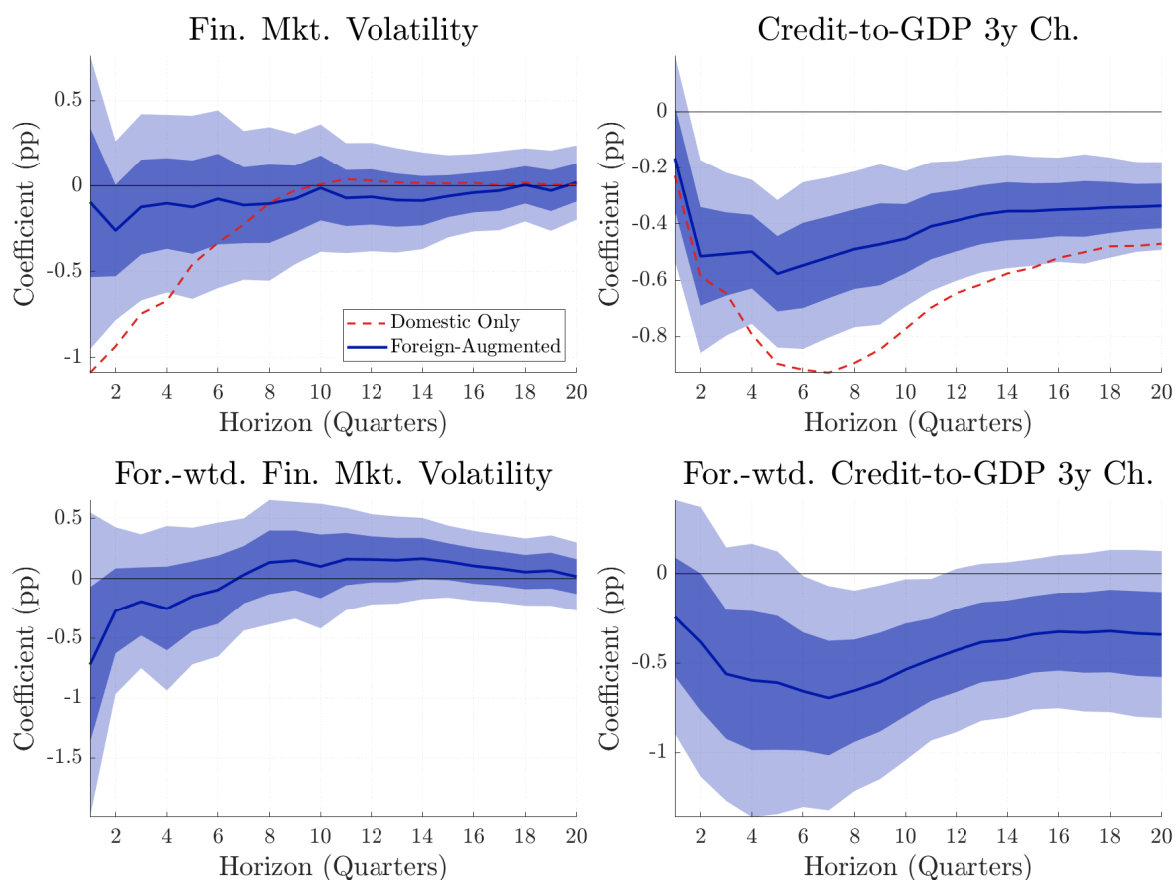 Fin. Mkt. Volatility
Coefficient (pp)
0.5
0
-0.5
-1
Domestic Only
Foreign-Augmented
2 4 6 8 10 12 14 16 18 20
Horizon (Quarters)
Credit-to-GDP 3y Ch.
Coefficient (pp)
0
-0.2
-0.4
-0.6
-0.8
2 4 6 8 10 12 14 16 18 20
Horizon (Quarters)
For.-wtd. Fin. Mkt. Volatility
Coefficient (pp)
0.5
0
-0.5
-1
-1.5
2 4 6 8 10 12 14 16 18 20
Horizon (Quarters)
For.-wtd. Credit-to-GDP 3y Ch.
Coefficient (pp)
0
-0.5
-1
2 4 6 8 10 12 14 16 18 20
Horizon (Quarters)